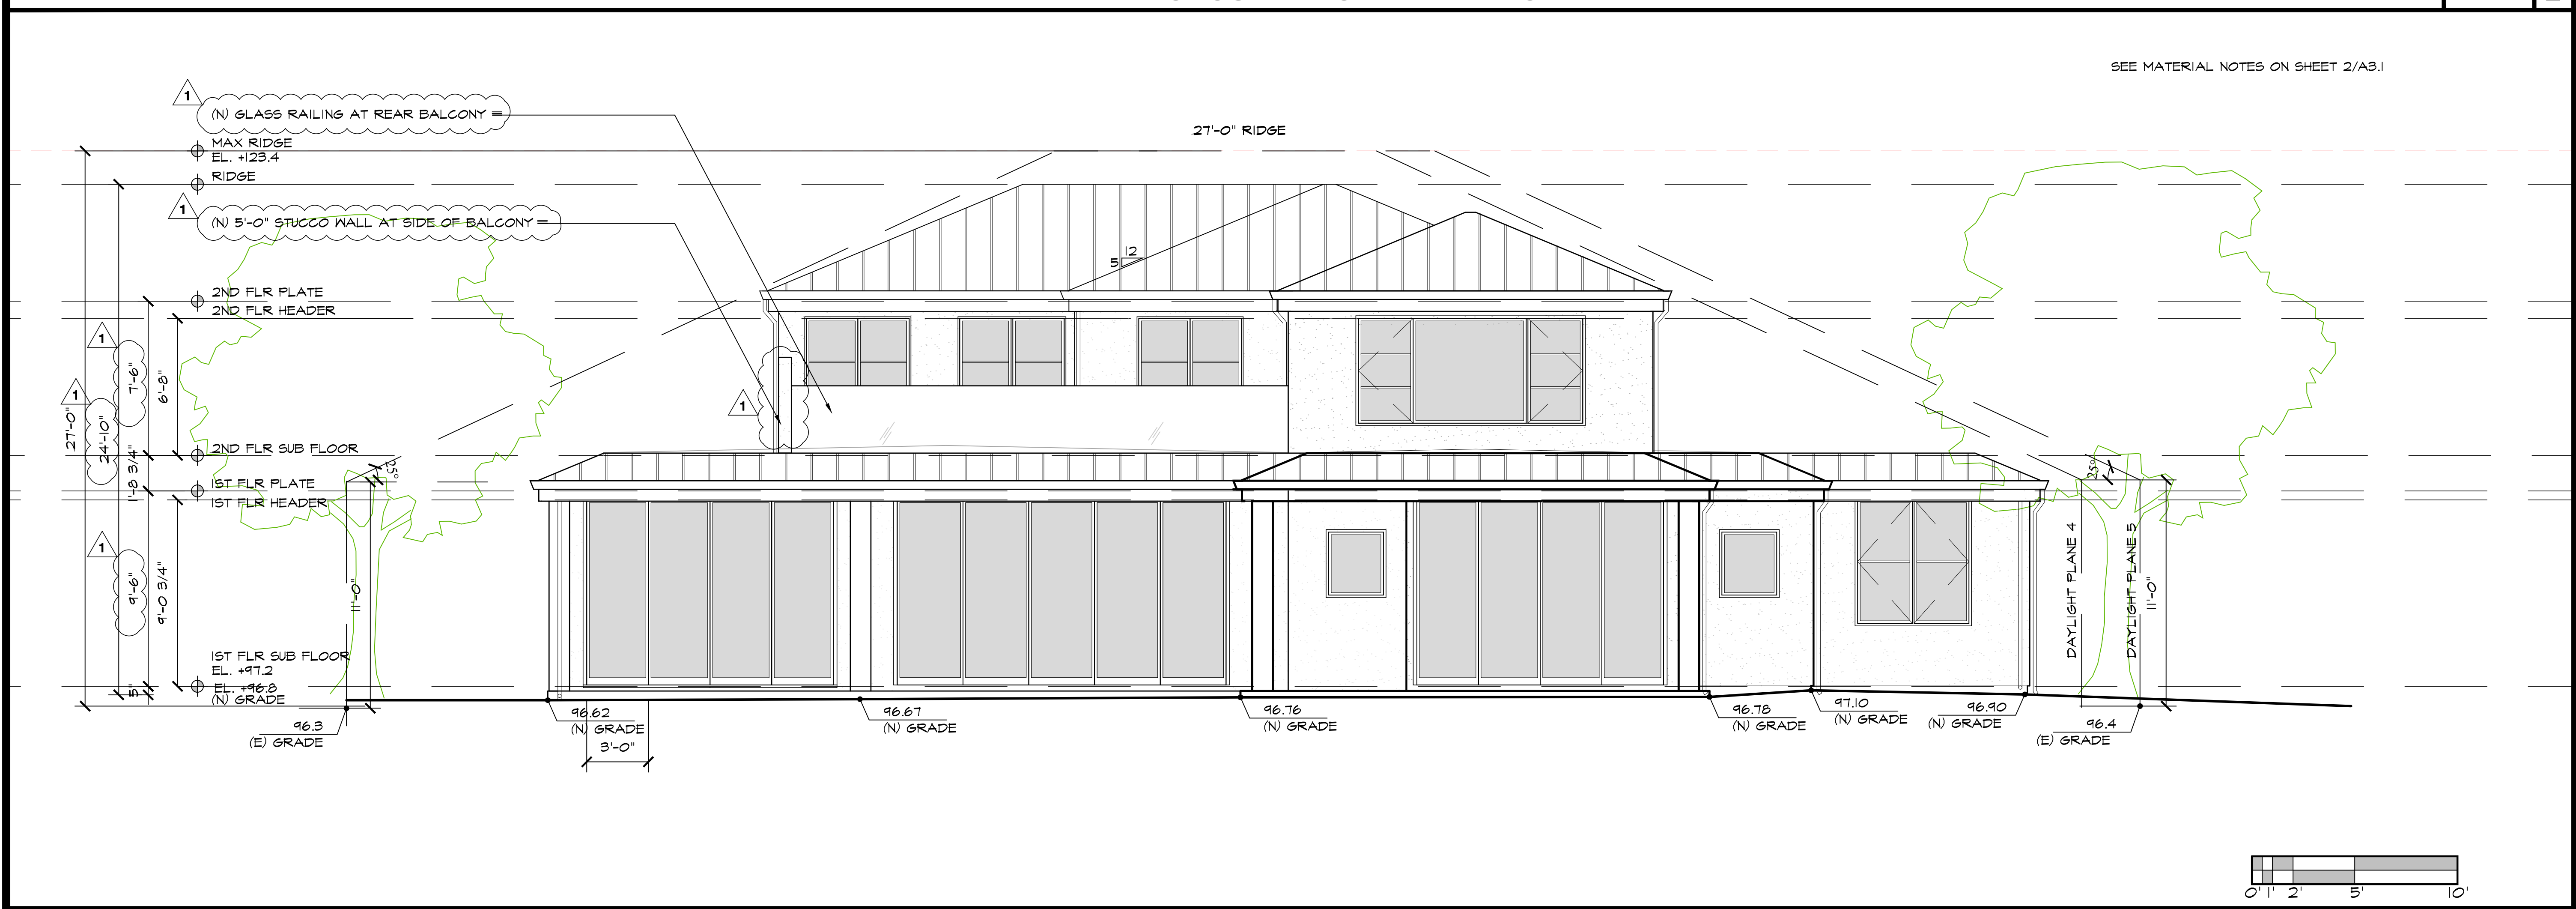 SEE MATERIAL NOTES ON SHEET 2/A3.1
1
(N) GLASS RAILING AT REAR BALCONY
27'-0" RIDGE
MAX RIDGE
EL. +123.4
RIDGE
1
(N) 5'-0" STUCCO WALL AT SIDE OF BALCONY
12
5
2ND FLR PLATE
2ND FLR HEADER
1
7'-6"
6'-8"
1
27'-0"
24'-10"
1
2ND FLR SUB FLOOR
1'-8 3/4"
25°
25°
1ST FLR PLATE
1ST FLR HEADER
1
9'-6"
9'-0 3/4"
11'-0"
DAYLIGHT PLANE 4
DAYLIGHT PLANE 5
11'-0"
1ST FLR SUB FLOOR
EL. +97.2
EL. +96.8
(N) GRADE
5"
96.3
(E) GRADE
96.62
(N) GRADE
3'-0"
96.67
(N) GRADE
96.76
(N) GRADE
96.78
(N) GRADE
97.10
(N) GRADE
96.90
(N) GRADE
96.4
(E) GRADE
0' 1' 2' 5' 10'